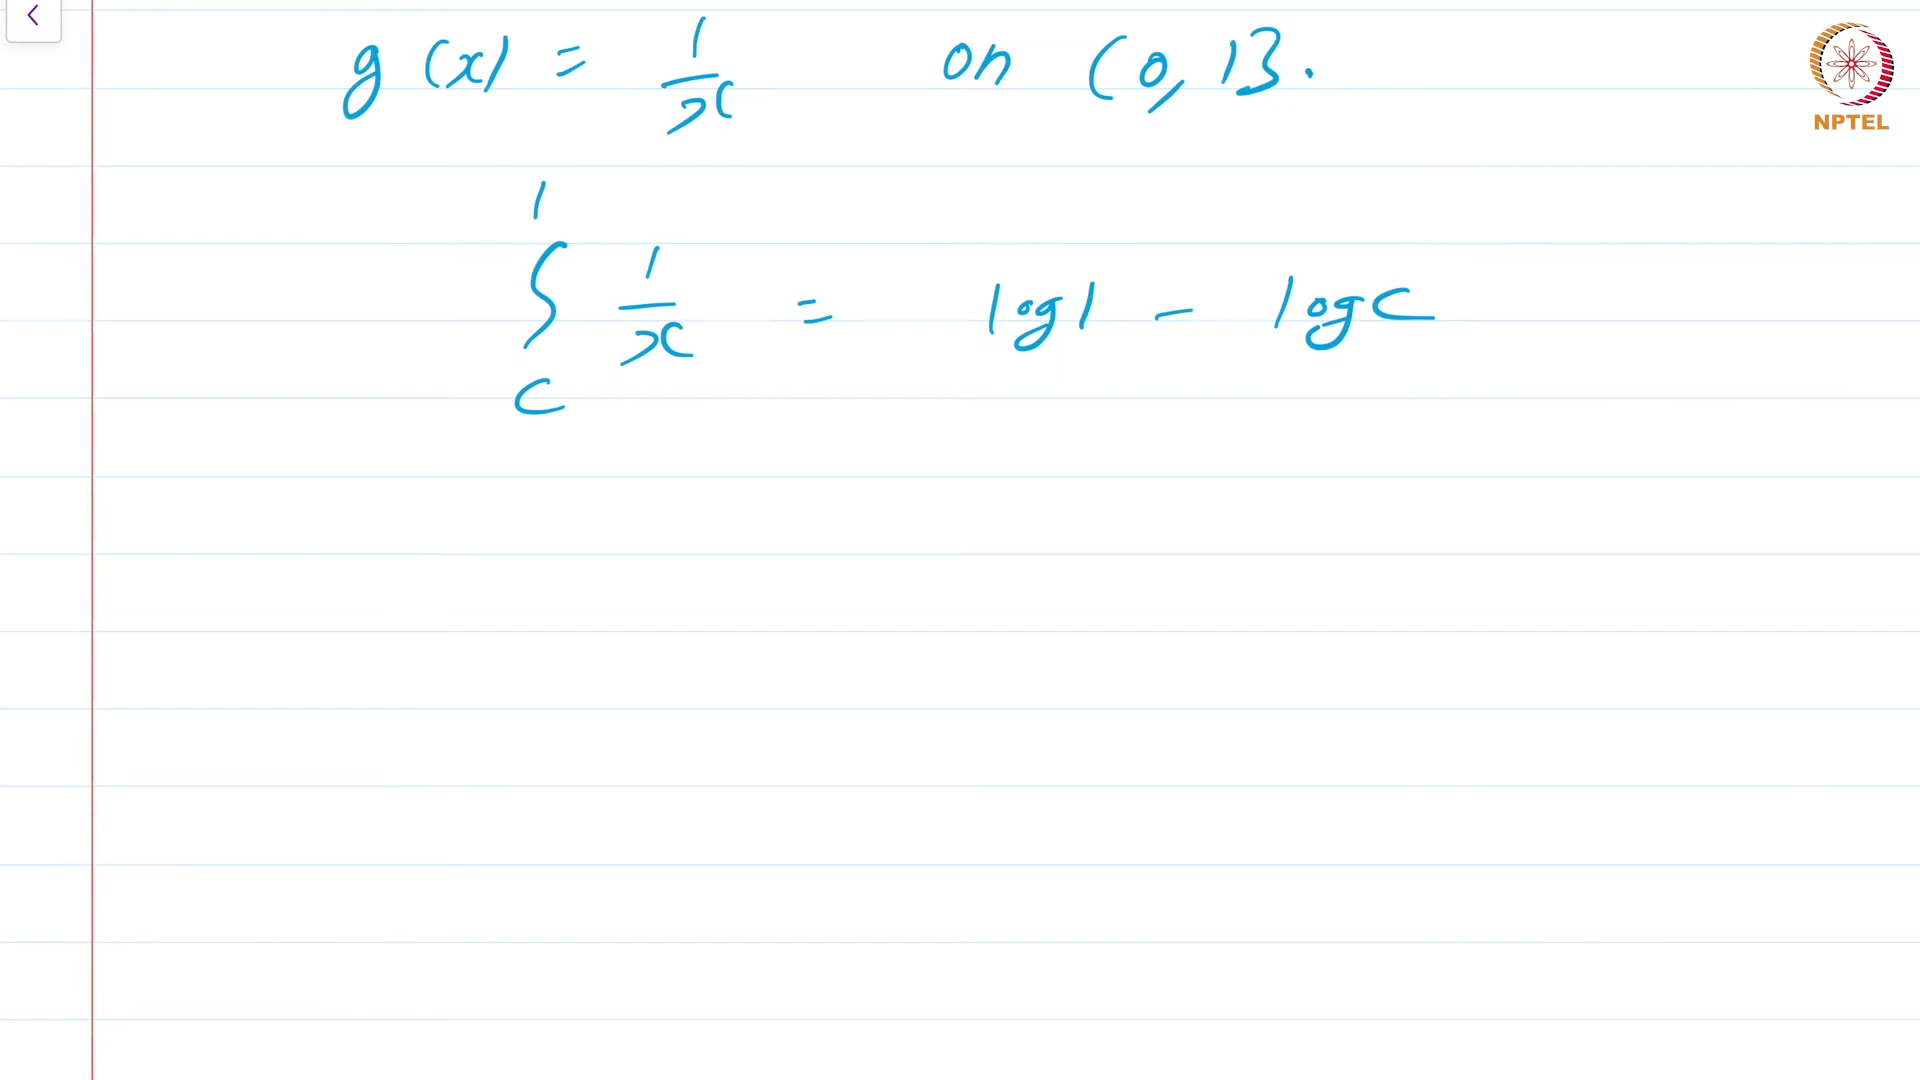 g(x) = 1/x on (0, 1].
NPTEL
∫_c^1 1/x = log 1 - log c